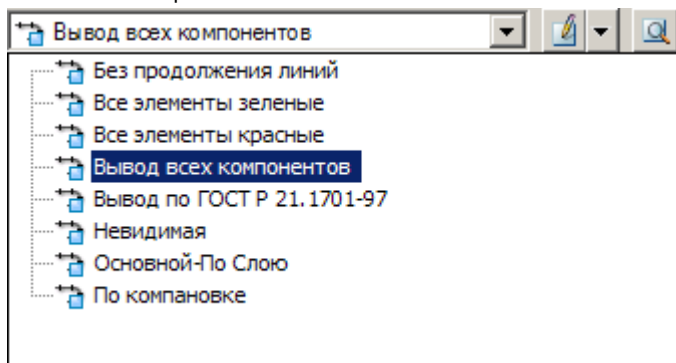 Вывод всех компонентов
Без продолжения линий
Все элементы зеленые
Все элементы красные
Вывод всех компонентов
Вывод по ГОСТ Р 21.1701-97
Невидимая
Основной-По Слою
По компановке